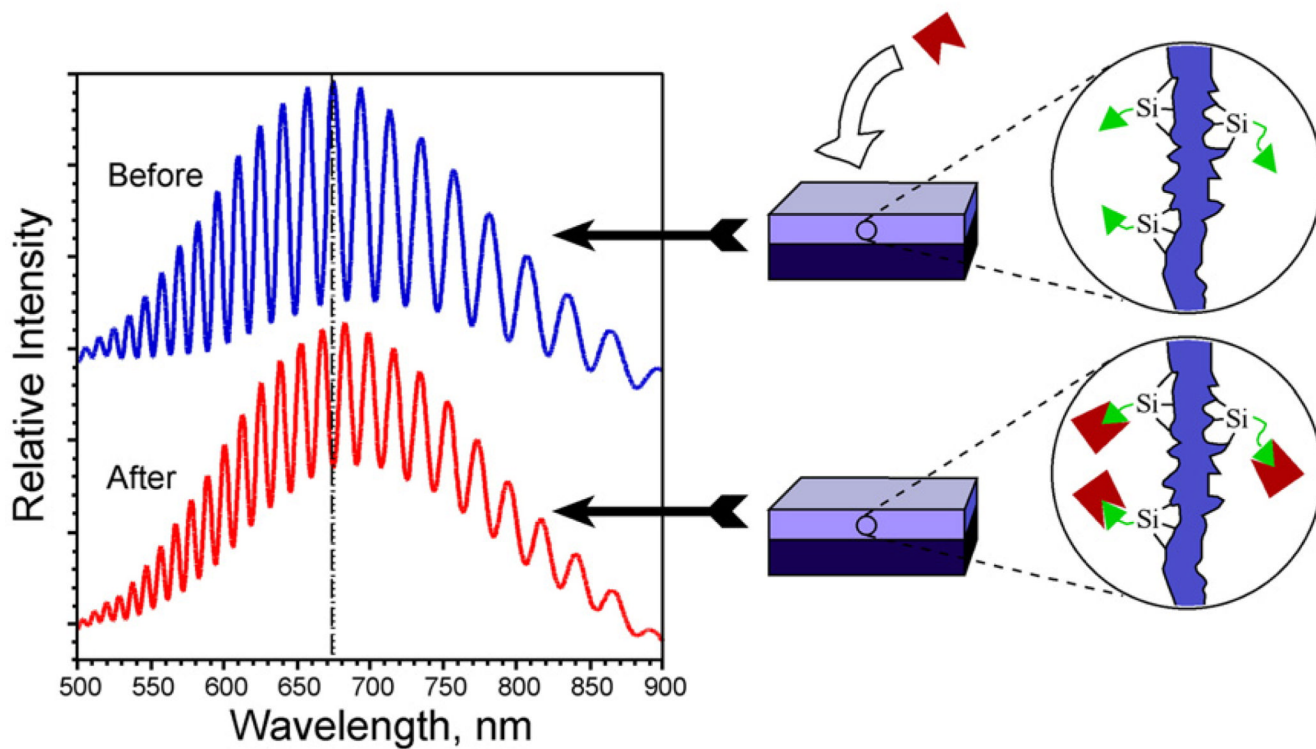 Before
After
Relative Intensity
500 550 600 650 700 750 800 850 900
Wavelength, nm
Si
Si
Si
Si
Si
Si